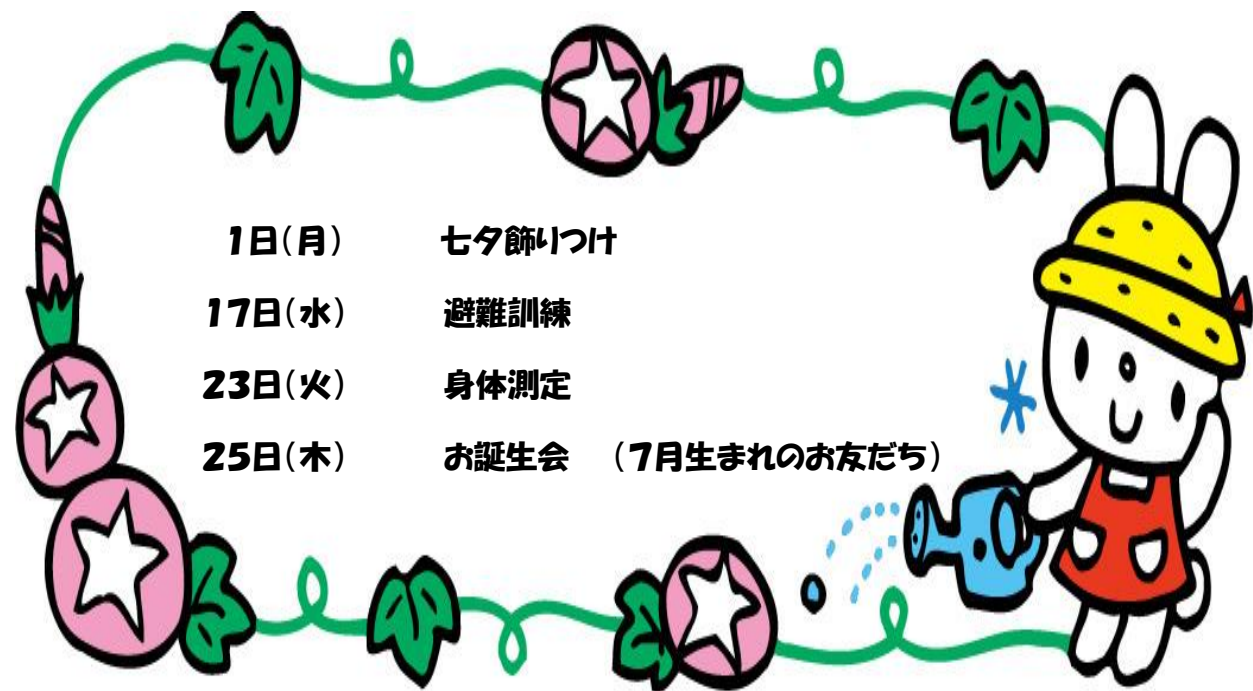 1日(月) 七夕飾りつけ
17日(水) 避難訓練
23日(火) 身体測定
25日(木) お誕生会 (7月生まれのお友だち)